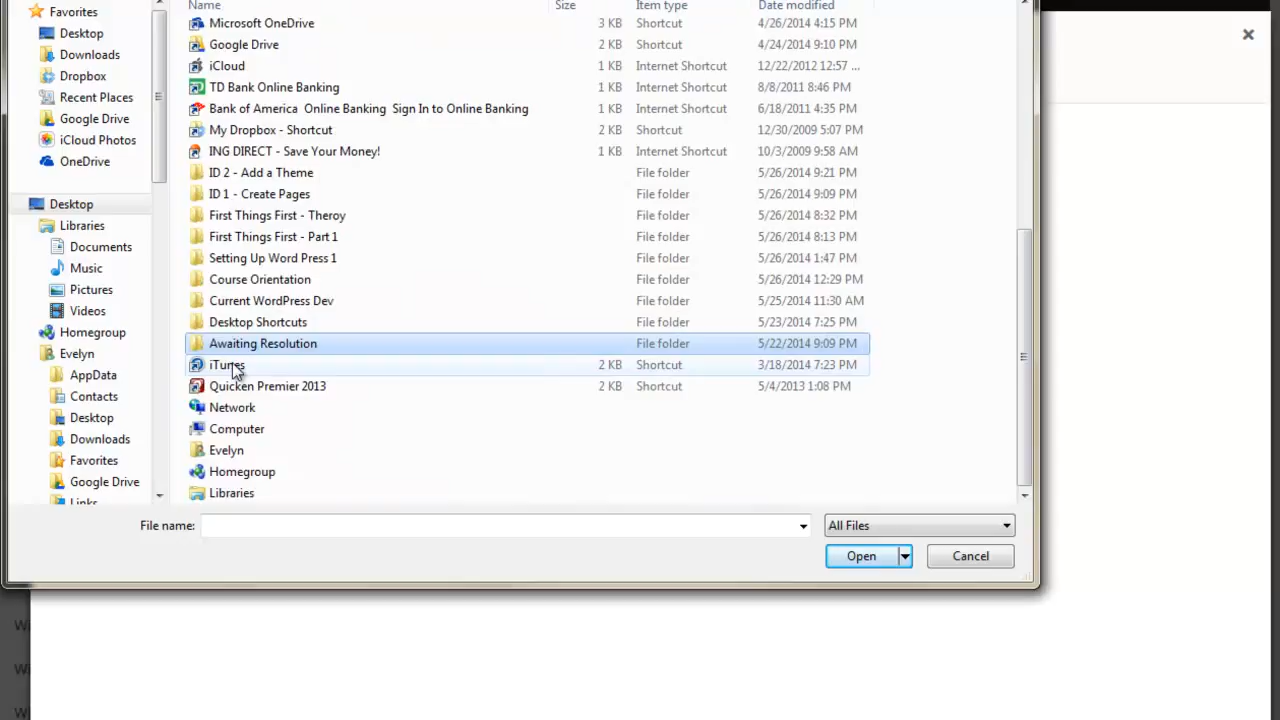 Favorites
Desktop
Downloads
Dropbox
Recent Places
Google Drive
iCloud Photos
OneDrive
Desktop
Libraries
Documents
Music
Pictures
Videos
Homegroup
Evelyn
AppData
Contacts
Desktop
Downloads
Favorites
Google Drive
Links
Name Size Item type Date modified
Microsoft OneDrive 3 KB Shortcut 4/26/2014 4:15 PM
Google Drive 2 KB Shortcut 4/24/2014 9:10 PM
iCloud 1 KB Internet Shortcut 12/22/2012 12:57 ...
TD Bank Online Banking 1 KB Internet Shortcut 8/8/2011 8:46 PM
Bank of America Online Banking Sign In to Online Banking 1 KB Internet Shortcut 6/18/2011 4:35 PM
My Dropbox - Shortcut 2 KB Shortcut 12/30/2009 5:07 PM
ING DIRECT - Save Your Money! 1 KB Internet Shortcut 10/3/2009 9:58 AM
ID 2 - Add a Theme File folder 5/26/2014 9:21 PM
ID 1 - Create Pages File folder 5/26/2014 9:09 PM
First Things First - Theroy File folder 5/26/2014 8:32 PM
First Things First - Part 1 File folder 5/26/2014 8:13 PM
Setting Up Word Press 1 File folder 5/26/2014 1:47 PM
Course Orientation File folder 5/26/2014 12:29 PM
Current WordPress Dev File folder 5/25/2014 11:30 AM
Desktop Shortcuts File folder 5/23/2014 7:25 PM
Awaiting Resolution File folder 5/22/2014 9:09 PM
iTunes 2 KB Shortcut 3/18/2014 7:23 PM
Quicken Premier 2013 2 KB Shortcut 5/4/2013 1:08 PM
Network
Computer
Evelyn
Homegroup
Libraries
File name: All Files
Open Cancel